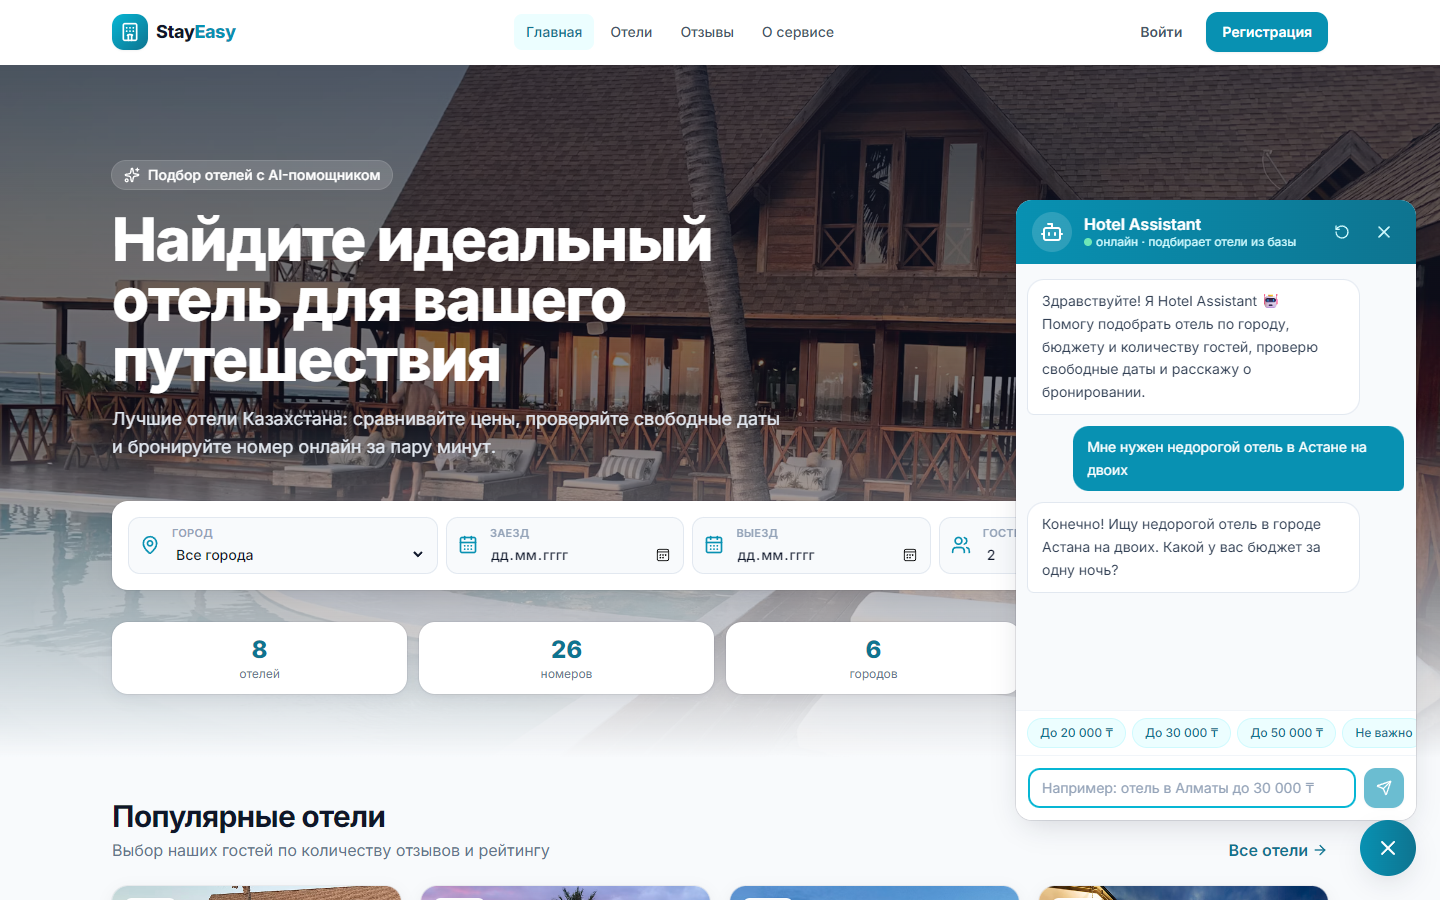 StayEasy
Главная
Отели
Отзывы
О сервисе
Войти
Регистрация
Подбор отелей с AI-помощником
Найдите идеальный
отель для вашего
путешествия
Лучшие отели Казахстана: сравнивайте цены, проверяйте свободные даты
и бронируйте номер онлайн за пару минут.
ГОРОД
Все города
ЗАЕЗД
дд.мм.гггг
ВЫЕЗД
дд.мм.гггг
2
8
отелей
26
номеров
6
городов
Популярные отели
Выбор наших гостей по количеству отзывов и рейтингу
Все отели →
Hotel Assistant
онлайн · подбирает отели из базы
Здравствуйте! Я Hotel Assistant
Помогу подобрать отель по городу,
бюджету и количеству гостей, проверю
свободные даты и расскажу о
бронировании.
Мне нужен недорогой отель в Астане на
двоих
Конечно! Ищу недорогой отель в городе
Астана на двоих. Какой у вас бюджет за
одну ночь?
До 20 000 ₸
До 30 000 ₸
До 50 000 ₸
Не важно
Например: отель в Алматы до 30 000 ₸